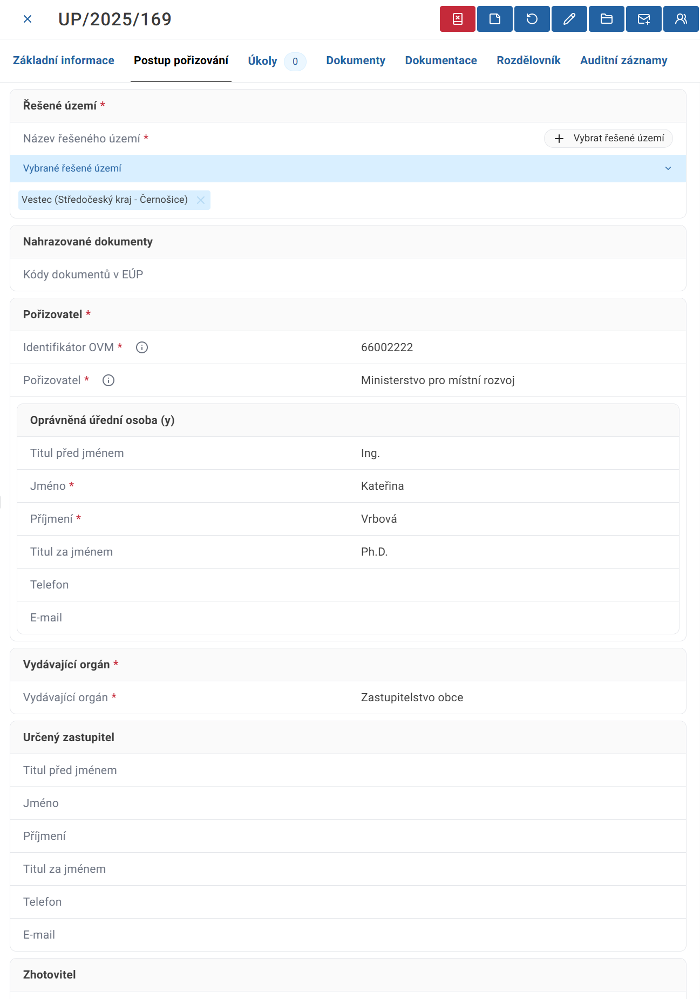 UP/2025/169
Základní informace Postup pořizování Úkoly 0 Dokumenty Dokumentace Rozdělovník Auditní záznamy
Řešené území *
Název řešeného území * Vybrat řešené území
Vybrané řešené území
Vestec (Středočeský kraj - Černošice)
Nahrazované dokumenty
Kódy dokumentů v EÚP
Pořizovatel *
Identifikátor OVM * 66002222
Pořizovatel * Ministerstvo pro místní rozvoj
Oprávněná úřední osoba (y)
Titul před jménem Ing.
Jméno * Kateřina
Příjmení * Vrbová
Titul za jménem Ph.D.
Telefon
E-mail
Vydávající orgán *
Vydávající orgán * Zastupitelstvo obce
Určený zastupitel
Titul před jménem
Jméno
Příjmení
Titul za jménem
Telefon
E-mail
Zhotovitel